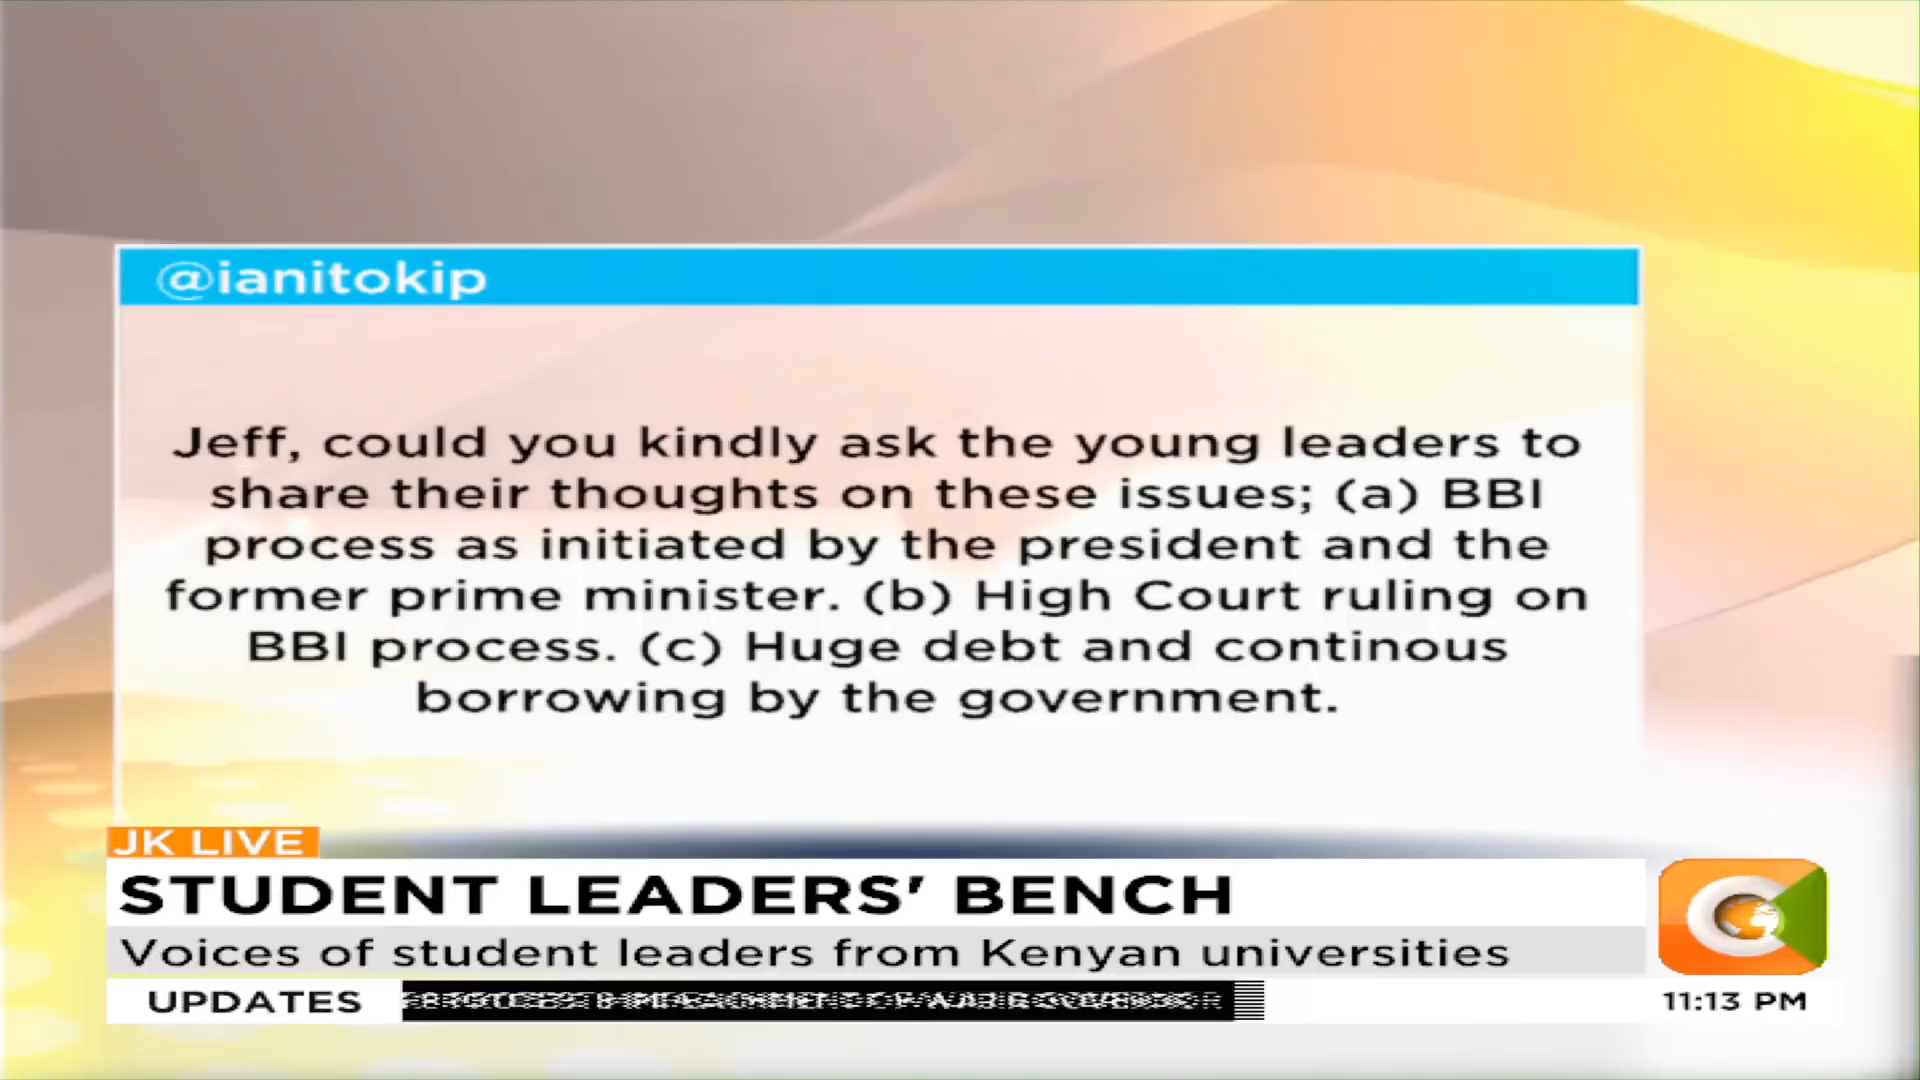 @ianitokip
Jeff, could you kindly ask the young leaders to
share their thoughts on these issues; (a) BBI
process as initiated by the president and the
former prime minister. (b) High Court ruling on
BBI process. (c) Huge debt and continous
borrowing by the government.
JK LIVE
STUDENT LEADERS' BENCH
Voices of student leaders from Kenyan universities
UPDATES
11:13 PM